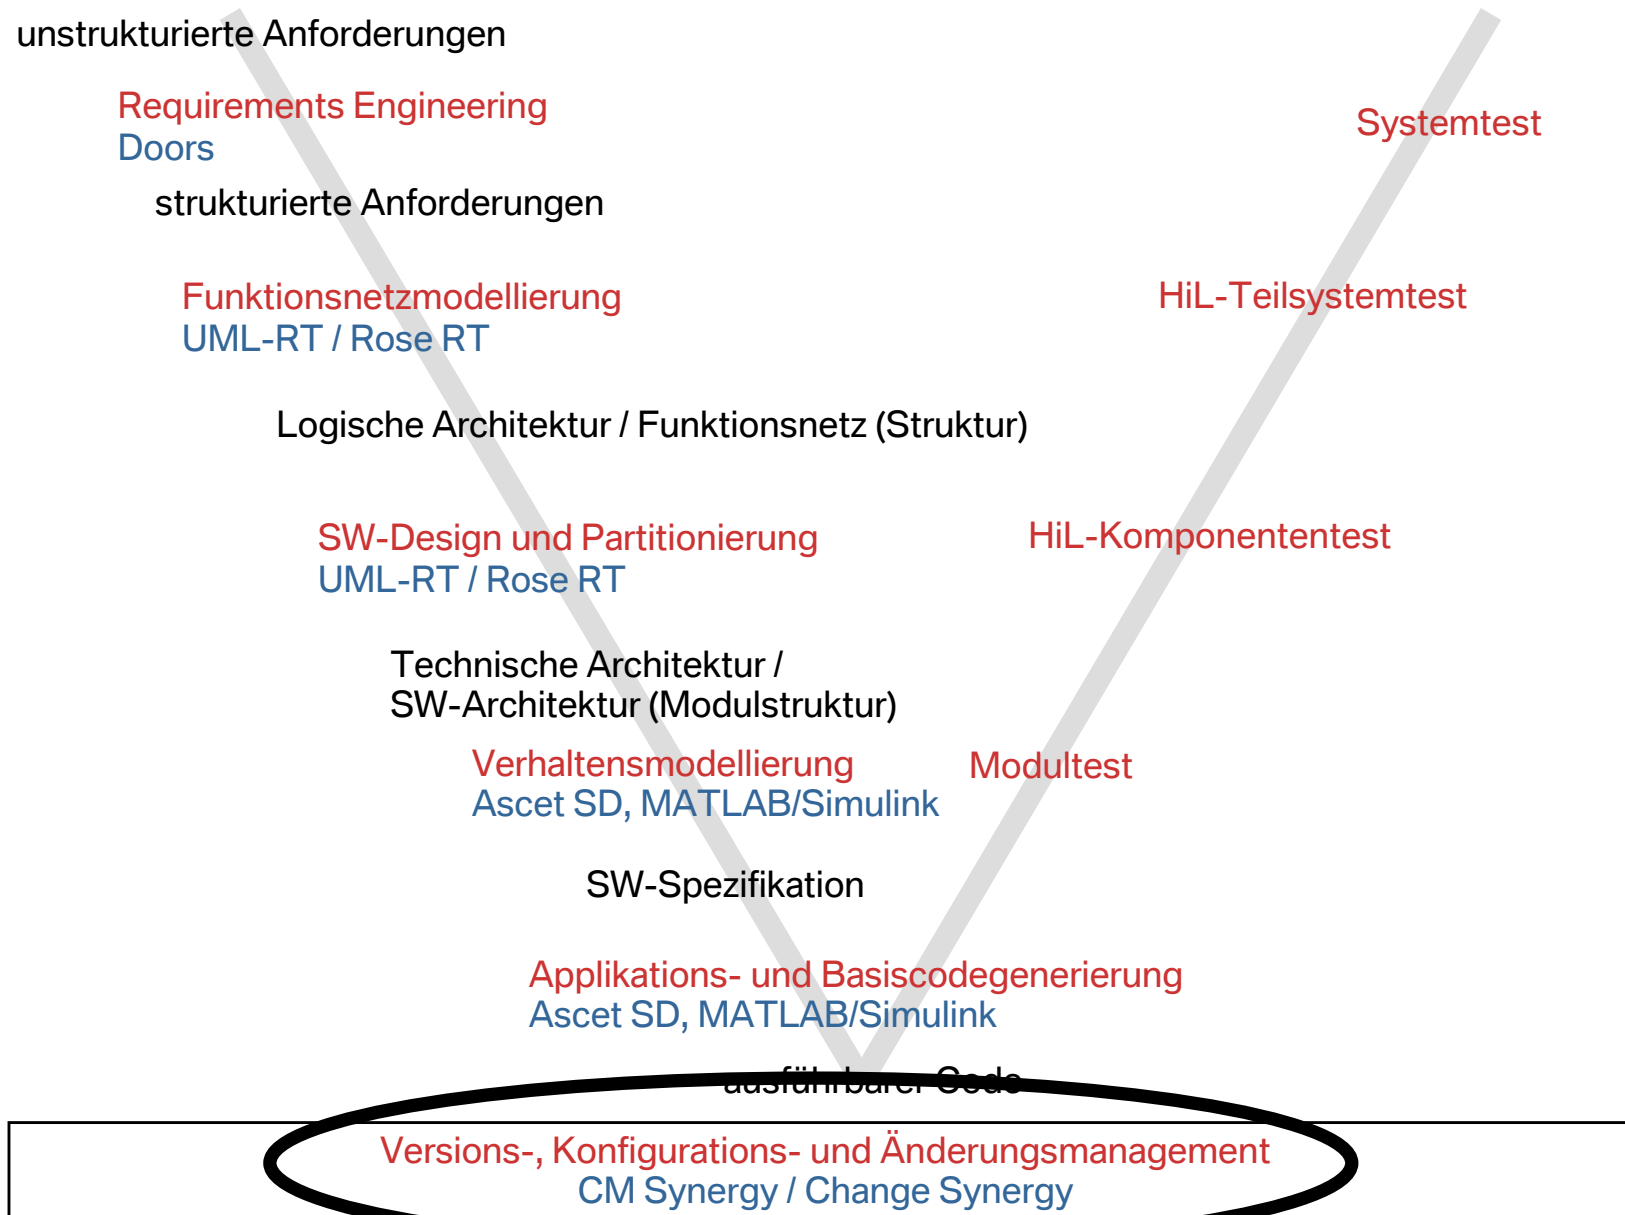 unstrukturierte Anforderungen
Requirements Engineering
Doors
Systemtest
strukturierte Anforderungen
Funktionsnetzmodellierung
UML-RT / Rose RT
HiL-Teilsystemtest
Logische Architektur / Funktionsnetz (Struktur)
SW-Design und Partitionierung
UML-RT / Rose RT
HiL-Komponententest
Technische Architektur /
SW-Architektur (Modulstruktur)
Verhaltensmodellierung
Ascet SD, MATLAB/Simulink
Modultest
SW-Spezifikation
Applikations- und Basiscodegenerierung
Ascet SD, MATLAB/Simulink
ausführbarer Code
Versions-, Konfigurations- und Änderungsmanagement
CM Synergy / Change Synergy